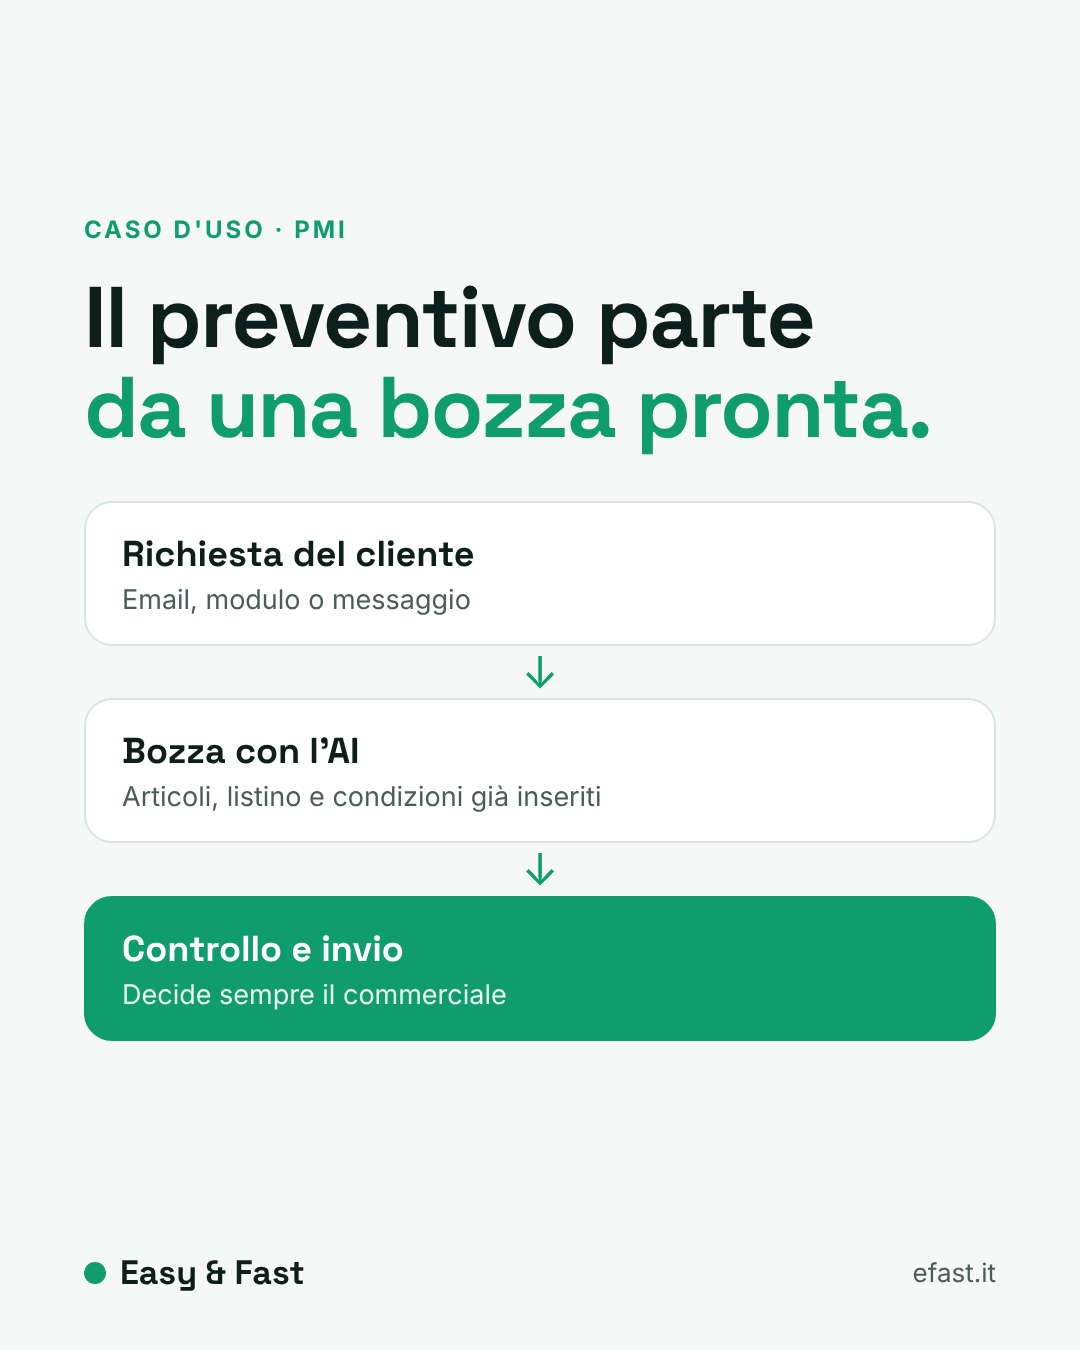 CASO D'USO · PMI
Il preventivo parte
da una bozza pronta.
Richiesta del cliente
Email, modulo o messaggio
Bozza con l’AI
Articoli, listino e condizioni già inseriti
Controllo e invio
Decide sempre il commerciale
Easy & Fast
efast.it